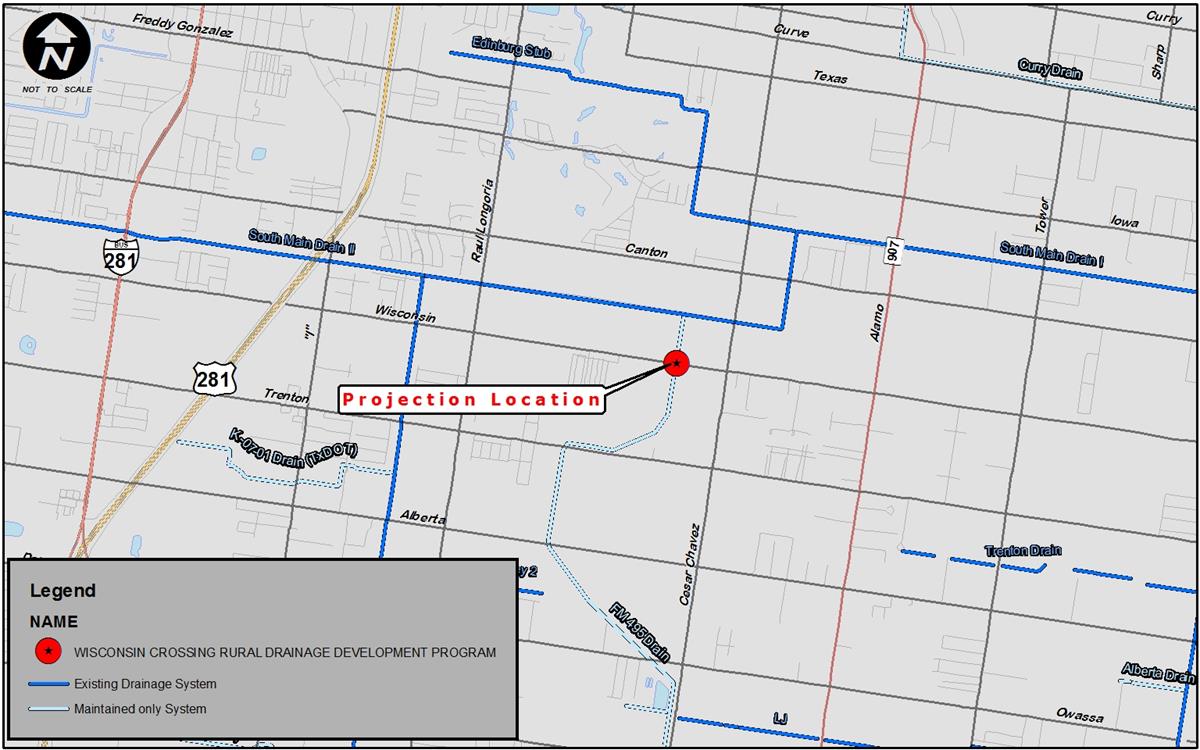 Freddy Gonzalez
Edinburg Stub
Curve
Curry
Sharp
Texas
Curry Drain
N
NOT TO SCALE
Raul Longoria
Tower
Iowa
South Main Drain II
Canton
907
South Main Drain I
BUS
281
Wisconsin
"I"
Alamo
281
Trenton
Projection Location
K-0701 Drain (TxDOT)
Alberta
Cesar Chavez
Trenton Drain
FM 495 Drain
Alberta Drain
Owassa
LJ
Legend
NAME
WISCONSIN CROSSING RURAL DRAINAGE DEVELOPMENT PROGRAM
Existing Drainage System
Maintained only System